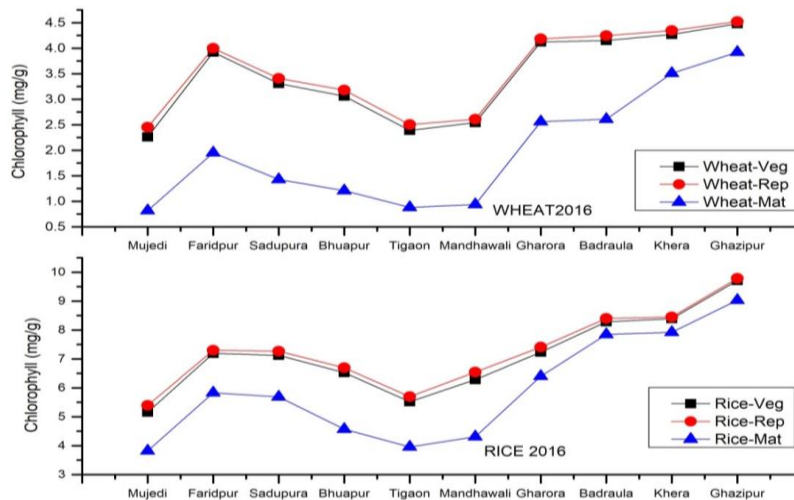 4.5
4.0
3.5
3.0
2.5
2.0
1.5
1.0
0.5
Chlorophyll (mg/g)
Wheat-Veg
Wheat-Rep
Wheat-Mat
WHEAT2016
Mujedi Faridpur Sadupura Bhuapur Tigaon Mandhawali Gharora Badraula Khera Ghazipur
10
9
8
7
6
5
4
3
Chlorophyll (mg/g)
Rice-Veg
Rice-Rep
Rice-Mat
RICE 2016
Mujedi Faridpur Sadupura Bhuapur Tigaon Mandhawali Gharora Badraula Khera Ghazipur